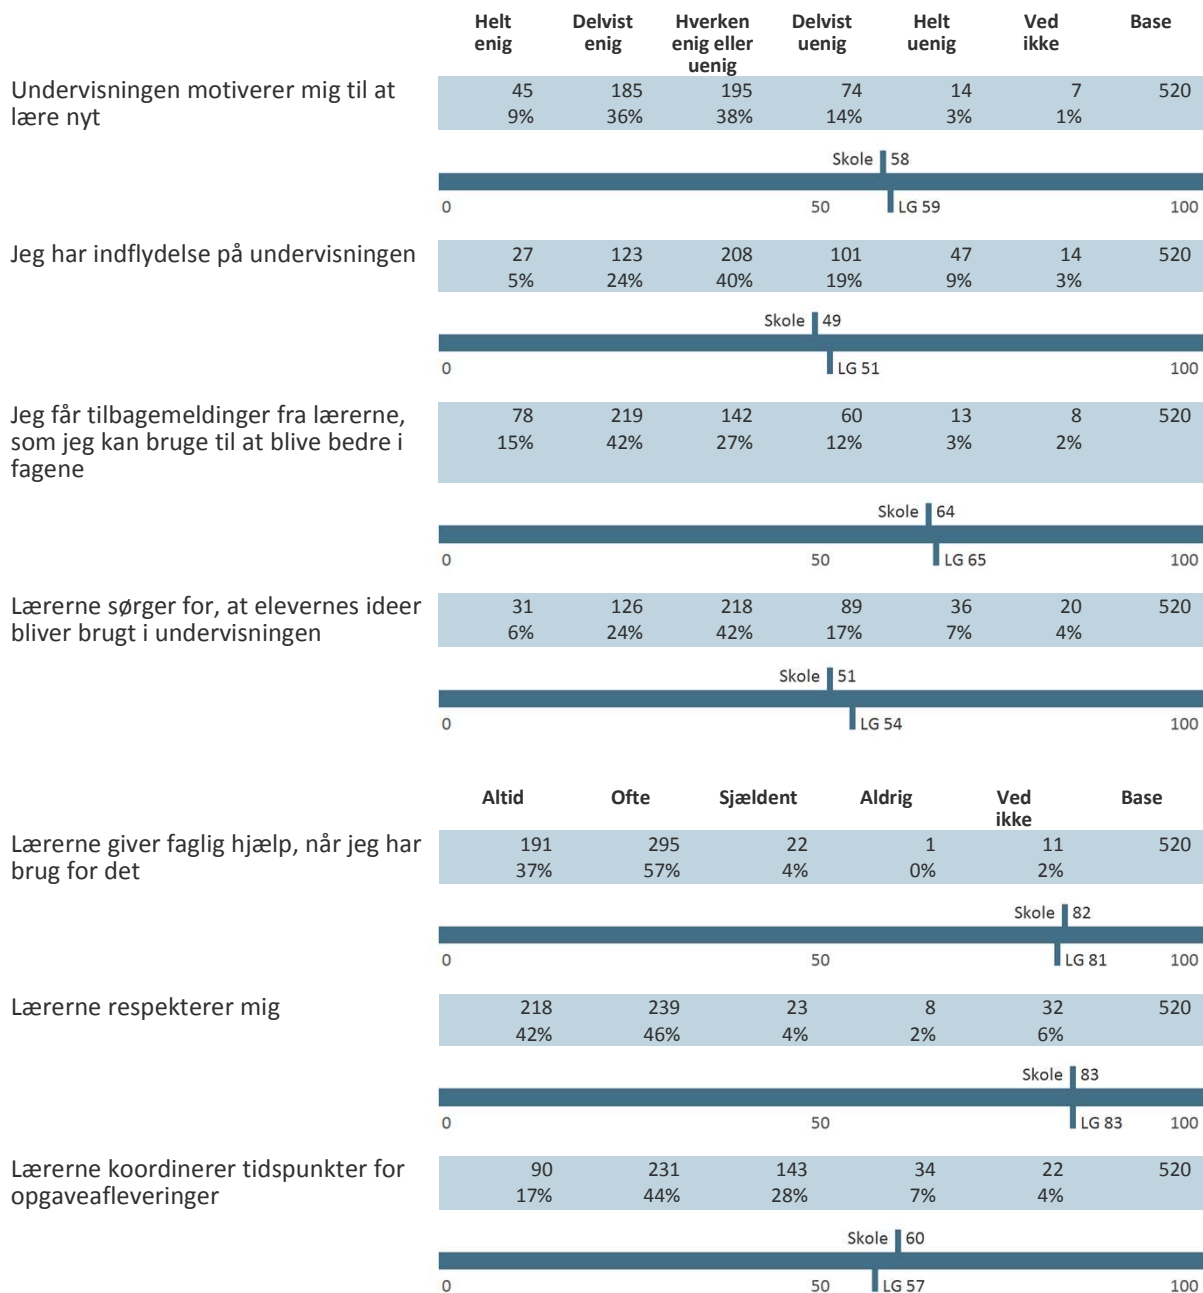 Helt enig Delvist enig Hverken enig eller uenig Delvist uenig Helt uenig Ved ikke Base
Undervisningen motiverer mig til at 45 185 195 74 14 7 520
lære nyt 9% 36% 38% 14% 3% 1%
Skole 58
0 50 LG 59 100
Jeg har indflydelse på undervisningen 27 123 208 101 47 14 520
5% 24% 40% 19% 9% 3%
Skole 49
0 LG 51 100
Jeg får tilbagemeldinger fra lærerne, 78 219 142 60 13 8 520
som jeg kan bruge til at blive bedre i 15% 42% 27% 12% 3% 2%
fagene
Skole 64
0 50 LG 65 100
Lærerne sørger for, at elevernes ideer 31 126 218 89 36 20 520
bliver brugt i undervisningen 6% 24% 42% 17% 7% 4%
Skole 51
0 LG 54 100
Altid Ofte Sjældent Aldrig Ved ikke Base
Lærerne giver faglig hjælp, når jeg har 191 295 22 1 11 520
brug for det 37% 57% 4% 0% 2%
Skole 82
0 50 LG 81 100
Lærerne respekterer mig 218 239 23 8 32 520
42% 46% 4% 2% 6%
Skole 83
0 50 LG 83 100
Lærerne koordinerer tidspunkter for 90 231 143 34 22 520
opgaveafleveringer 17% 44% 28% 7% 4%
Skole 60
0 50 LG 57 100